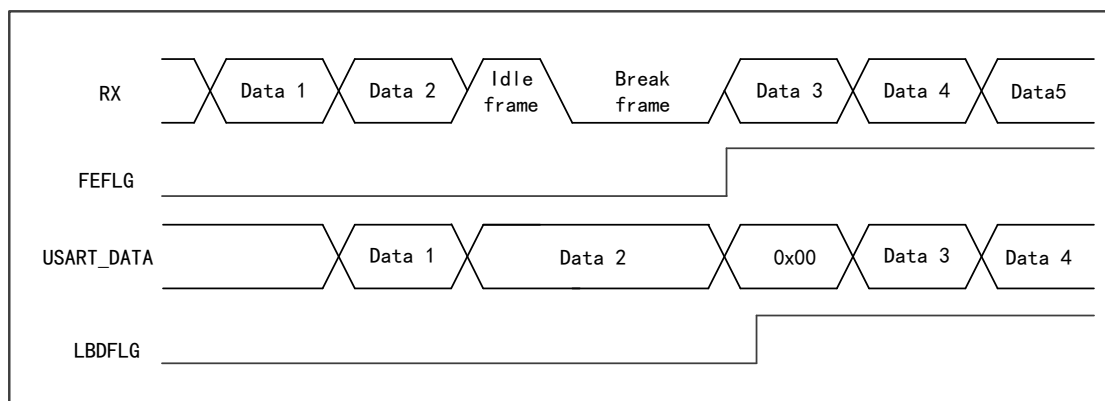 RX
Data 1
Data 2
Idle
frame
Break
frame
Data 3
Data 4
Data5
FEFLG
USART_DATA
Data 1
Data 2
0x00
Data 3
Data 4
LBDFLG